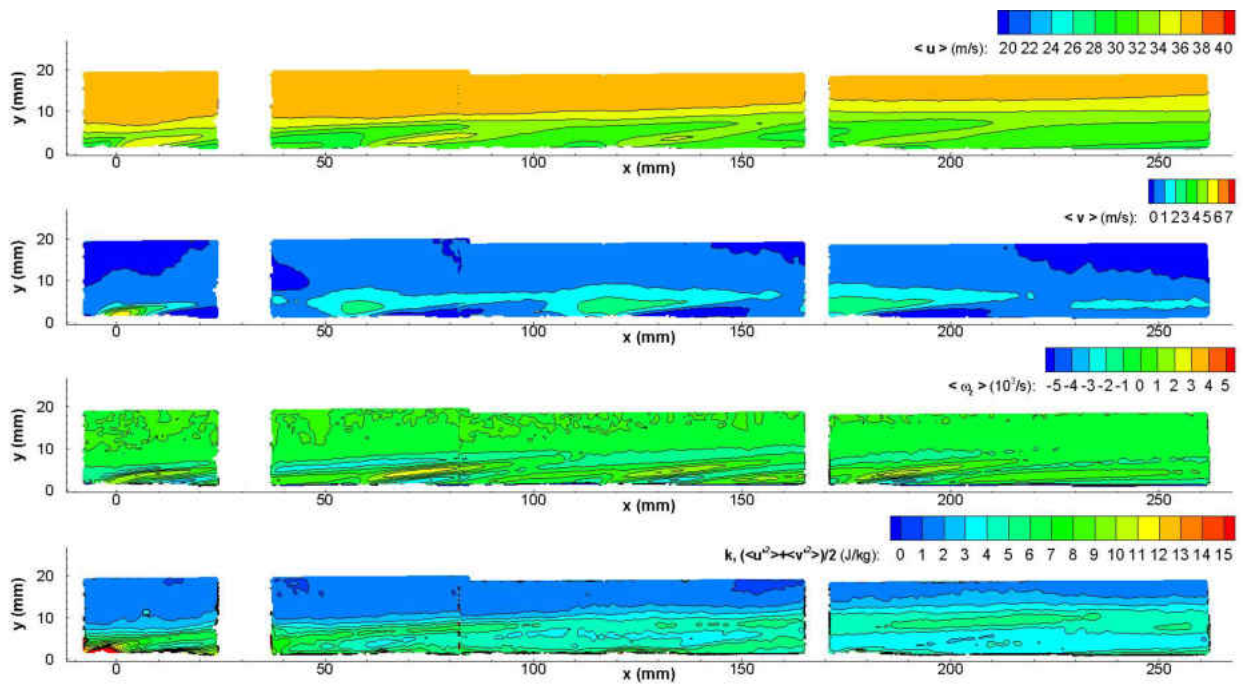 20 22 24 26 28 30 32 34 36 38 40
< u > (m/s):
y (mm)
20
10
0
0 50 100 150 200 250
x (mm)
0 1 2 3 4 5 6 7
< v > (m/s):
y (mm)
20
10
0
0 50 100 150 200 250
x (mm)
-5 -4 -3 -2 -1 0 1 2 3 4 5
< ω_z > (10³/s):
y (mm)
20
10
0
0 50 100 150 200 250
x (mm)
0 1 2 3 4 5 6 7 8 9 10 11 12 13 14 15
k, (<u'²>+<v'²>)/2 (J/kg):
y (mm)
20
10
0
0 50 100 150 200 250
x (mm)